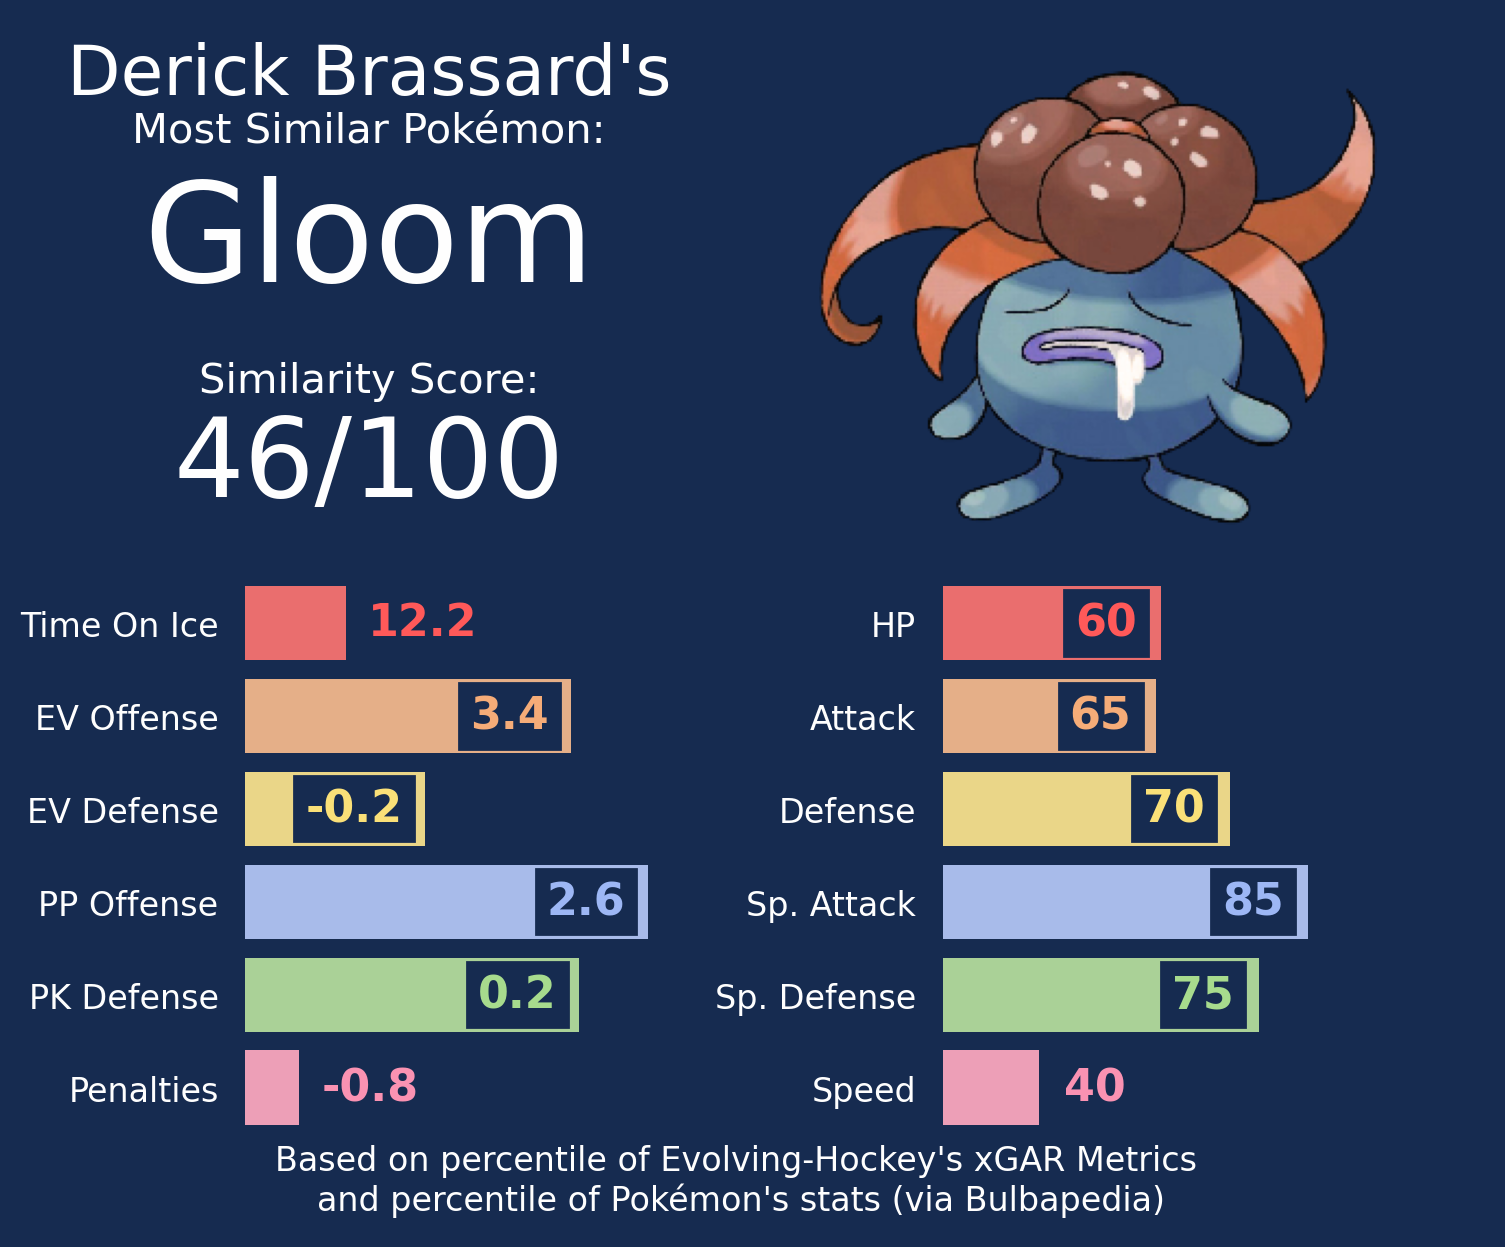 Derick Brassard's
Most Similar Pokémon:
Gloom
Similarity Score:
46/100
Time On Ice 12.2
EV Offense 3.4
EV Defense -0.2
PP Offense 2.6
PK Defense 0.2
Penalties -0.8
HP 60
Attack 65
Defense 70
Sp. Attack 85
Sp. Defense 75
Speed 40
Based on percentile of Evolving-Hockey's xGAR Metrics
and percentile of Pokémon's stats (via Bulbapedia)